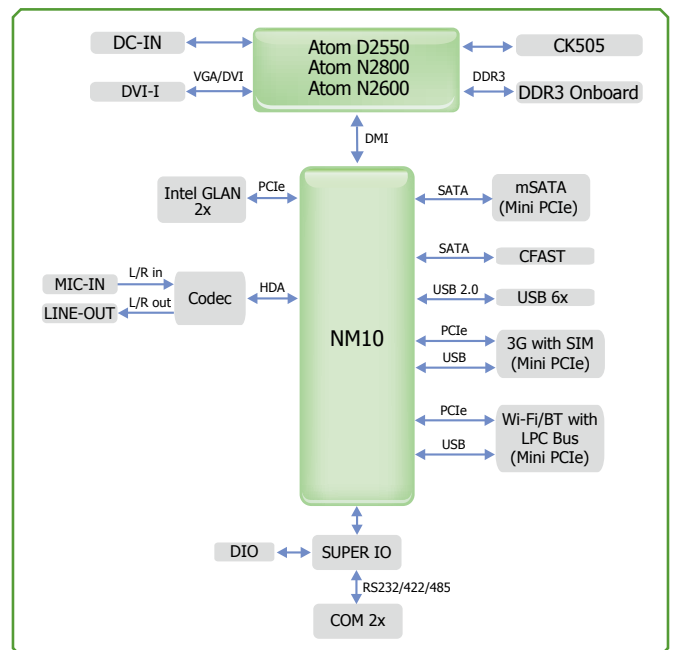 DC-IN
Atom D2550
Atom N2800
Atom N2600
CK505
VGA/DVI
DVI-I
DDR3
DDR3 Onboard
DMI
Intel GLAN
2x
PCIe
SATA
mSATA
(Mini PCIe)
SATA
CFAST
MIC-IN
L/R in
LINE-OUT
L/R out
Codec
HDA
USB 2.0
USB 6x
NM10
PCIe
USB
3G with SIM
(Mini PCIe)
PCIe
USB
Wi-Fi/BT with
LPC Bus
(Mini PCIe)
DIO
SUPER IO
RS232/422/485
COM 2x